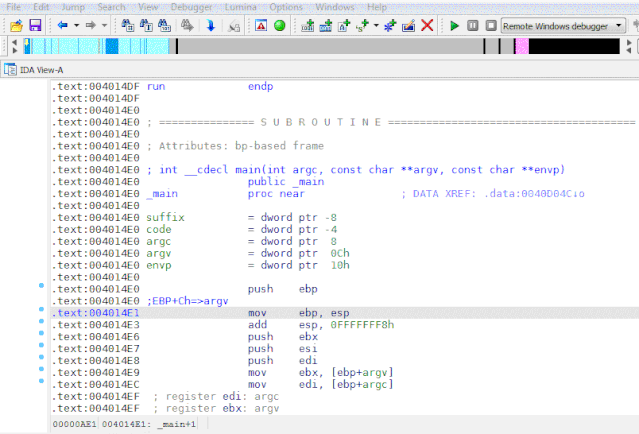 File Edit Jump Search View Debugger Lumina Options Windows Help
Remote Windows debugger
IDA View-A
.text:004014DF run endp
.text:004014DF
.text:004014E0
.text:004014E0 ; =============== S U B R O U T I N E =======================================
.text:004014E0
.text:004014E0 ; Attributes: bp-based frame
.text:004014E0
.text:004014E0 ; int __cdecl main(int argc, const char **argv, const char **envp)
.text:004014E0 public _main
.text:004014E0 _main proc near ; DATA XREF: .data:0040D04C↓o
.text:004014E0
.text:004014E0 suffix = dword ptr -8
.text:004014E0 code = dword ptr -4
.text:004014E0 argc = dword ptr 8
.text:004014E0 argv = dword ptr 0Ch
.text:004014E0 envp = dword ptr 10h
.text:004014E0
.text:004014E0 push ebp
.text:004014E0 ;EBP+Ch=>argv
.text:004014E1 mov ebp, esp
.text:004014E3 add esp, 0FFFFFFF8h
.text:004014E6 push ebx
.text:004014E7 push esi
.text:004014E8 push edi
.text:004014E9 mov ebx, [ebp+argv]
.text:004014EC mov edi, [ebp+argc]
.text:004014EF ; register edi: argc
.text:004014EF ; register ebx: argv
00000AE1 004014E1: _main+1